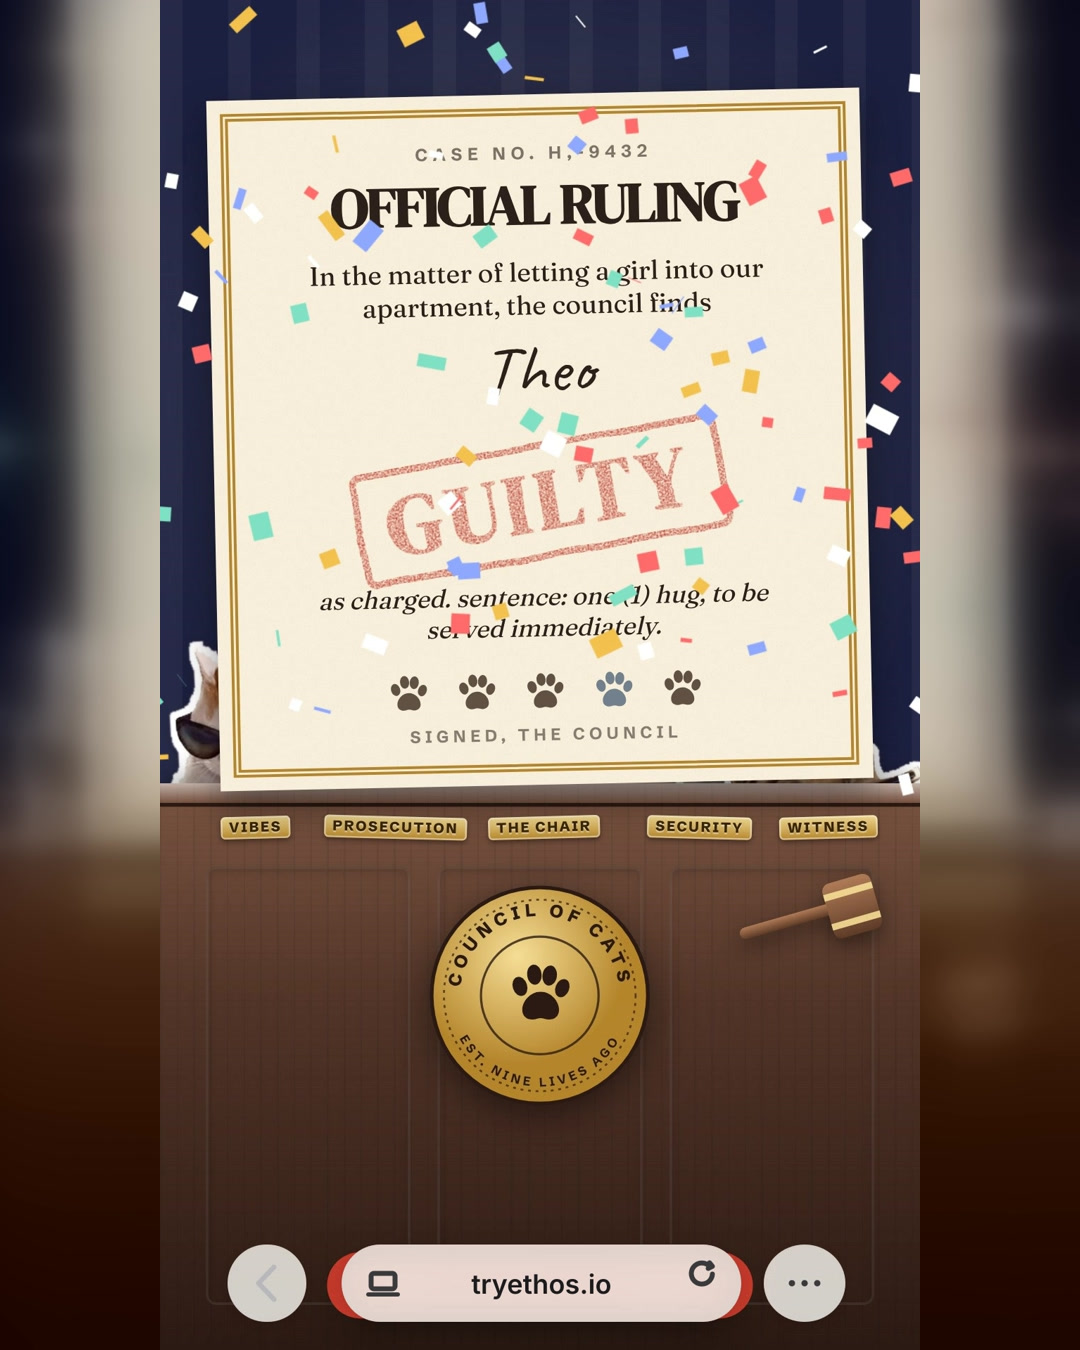 CASE NO. H,-9432
OFFICIAL RULING
In the matter of letting a girl into our
apartment, the council finds
Theo
GUILTY
as charged. sentence: one (1) hug, to be
served immediately.
SIGNED, THE COUNCIL
VIBES
PROSECUTION
THE CHAIR
SECURITY
WITNESS
COUNCIL OF CATS
EST. NINE LIVES AGO
tryethos.io